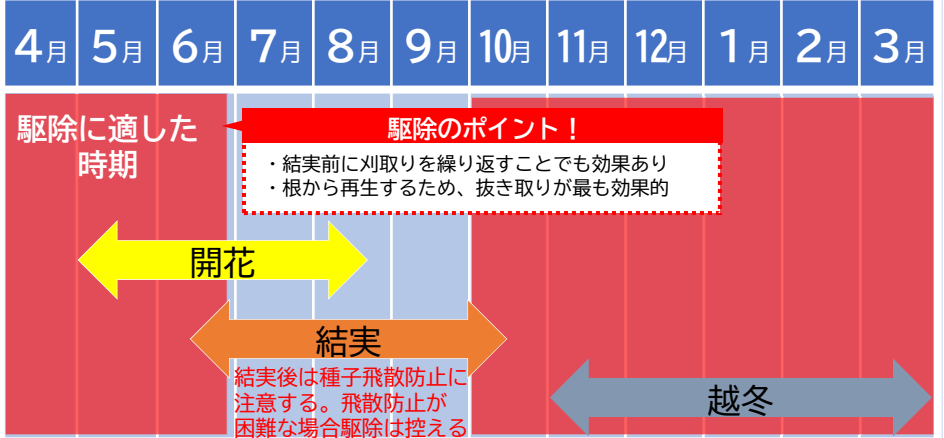 4月 5月 6月 7月 8月 9月 10月 11月 12月 1月 2月 3月
駆除に適した
時期
駆除のポイント！
・結実前に刈取りを繰り返すことでも効果あり
・根から再生するため、抜き取りが最も効果的
開花
結実
結実後は種子飛散防止に
注意する。飛散防止が
困難な場合駆除は控える
越冬